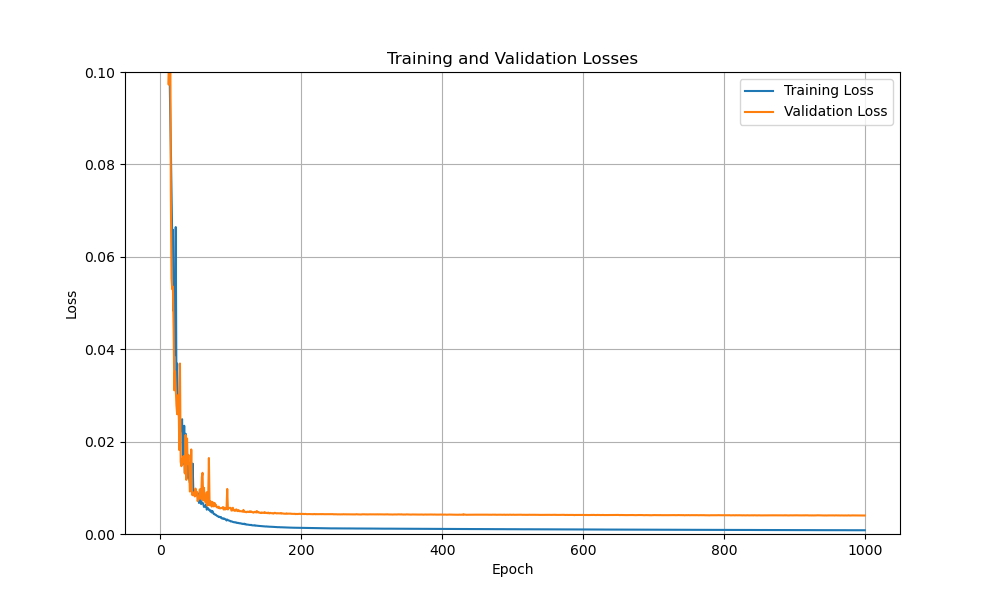 Training and Validation Losses
Training Loss
Validation Loss
0.10
0.08
0.06
0.04
0.02
0.00
Loss
0
200
400
600
800
1000
Epoch